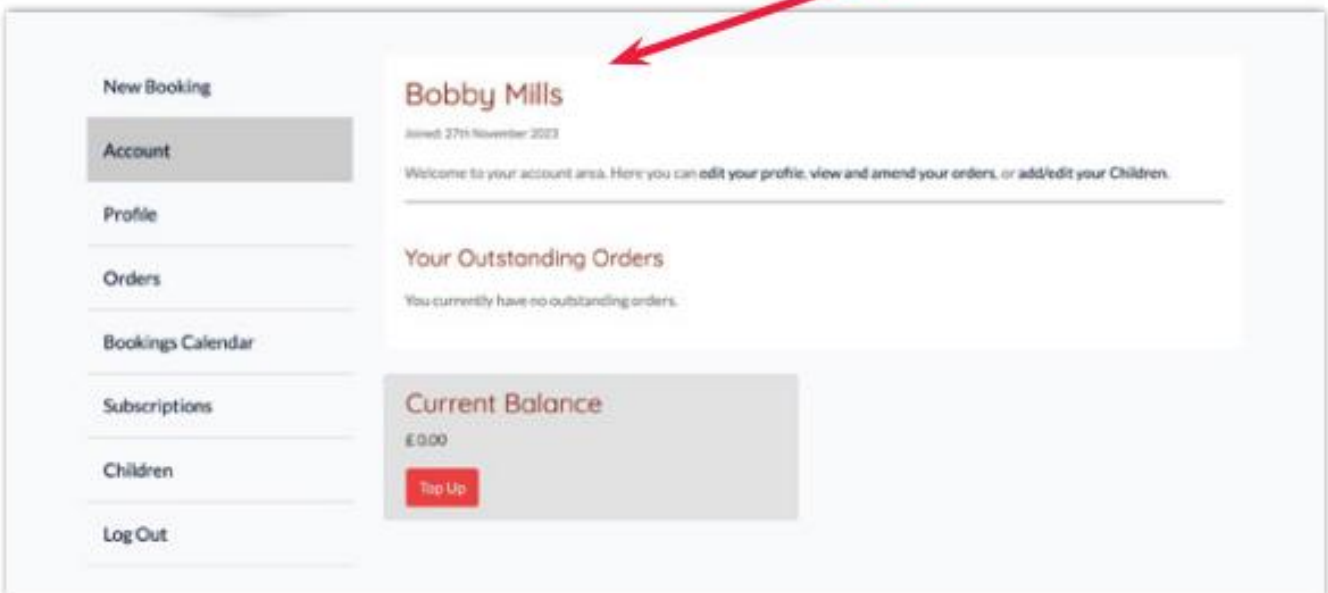 New Booking
Account
Profile
Orders
Bookings Calendar
Subscriptions
Children
Log Out
Bobby Mills
Joined: 27th November 2023
Welcome to your account area. Here you can edit your profile, view and amend your orders, or add/edit your Children.
Your Outstanding Orders
You currently have no outstanding orders.
Current Balance
£0.00
Top Up